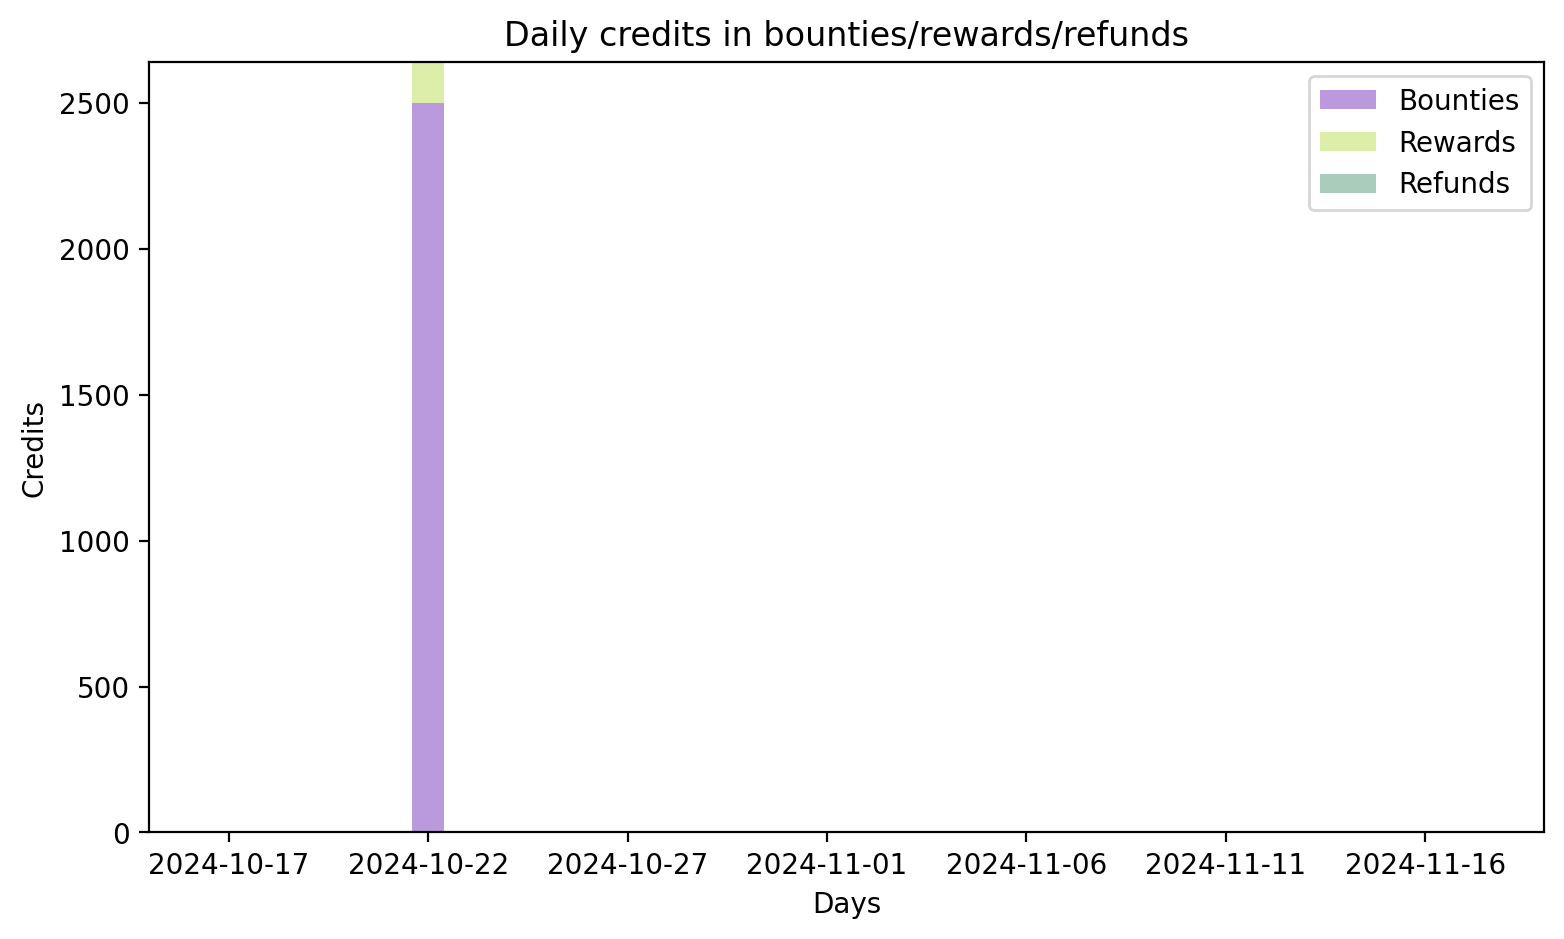 Daily credits in bounties/rewards/refunds
Bounties
Rewards
Refunds
2500
2000
1500
1000
500
0
Credits
2024-10-17 2024-10-22 2024-10-27 2024-11-01 2024-11-06 2024-11-11 2024-11-16
Days